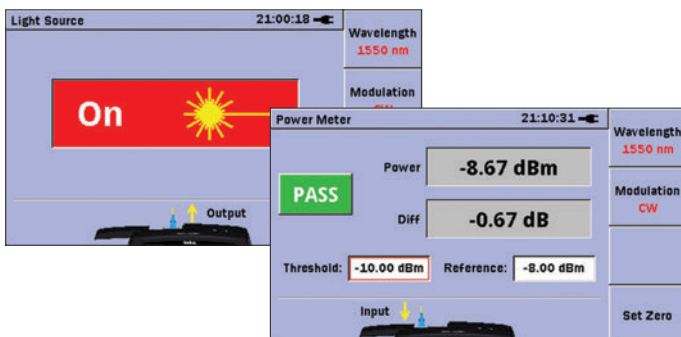 Light Source 21:00:18
Wavelength
1550 nm
Modulation
On
Output
Power Meter 21:10:31
Wavelength
1550 nm
Power -8.67 dBm
Modulation
CW
PASS
Diff -0.67 dB
Threshold: -10.00 dBm Reference: -8.00 dBm
Input
Set Zero